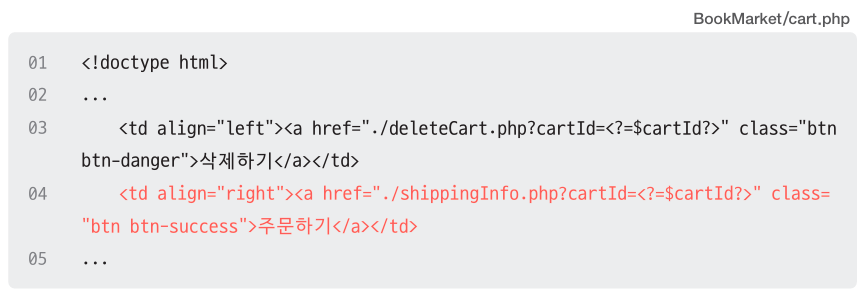 BookMarket/cart.php
01 <!doctype html>
02 ...
03 <td align="left"><a href="./deleteCart.php?cartId=<?=$cartId?>" class="btn
btn-danger">삭제하기</a></td>
04 <td align="right"><a href="./shippingInfo.php?cartId=<?=$cartId?>" class=
"btn btn-success">주문하기</a></td>
05 ...